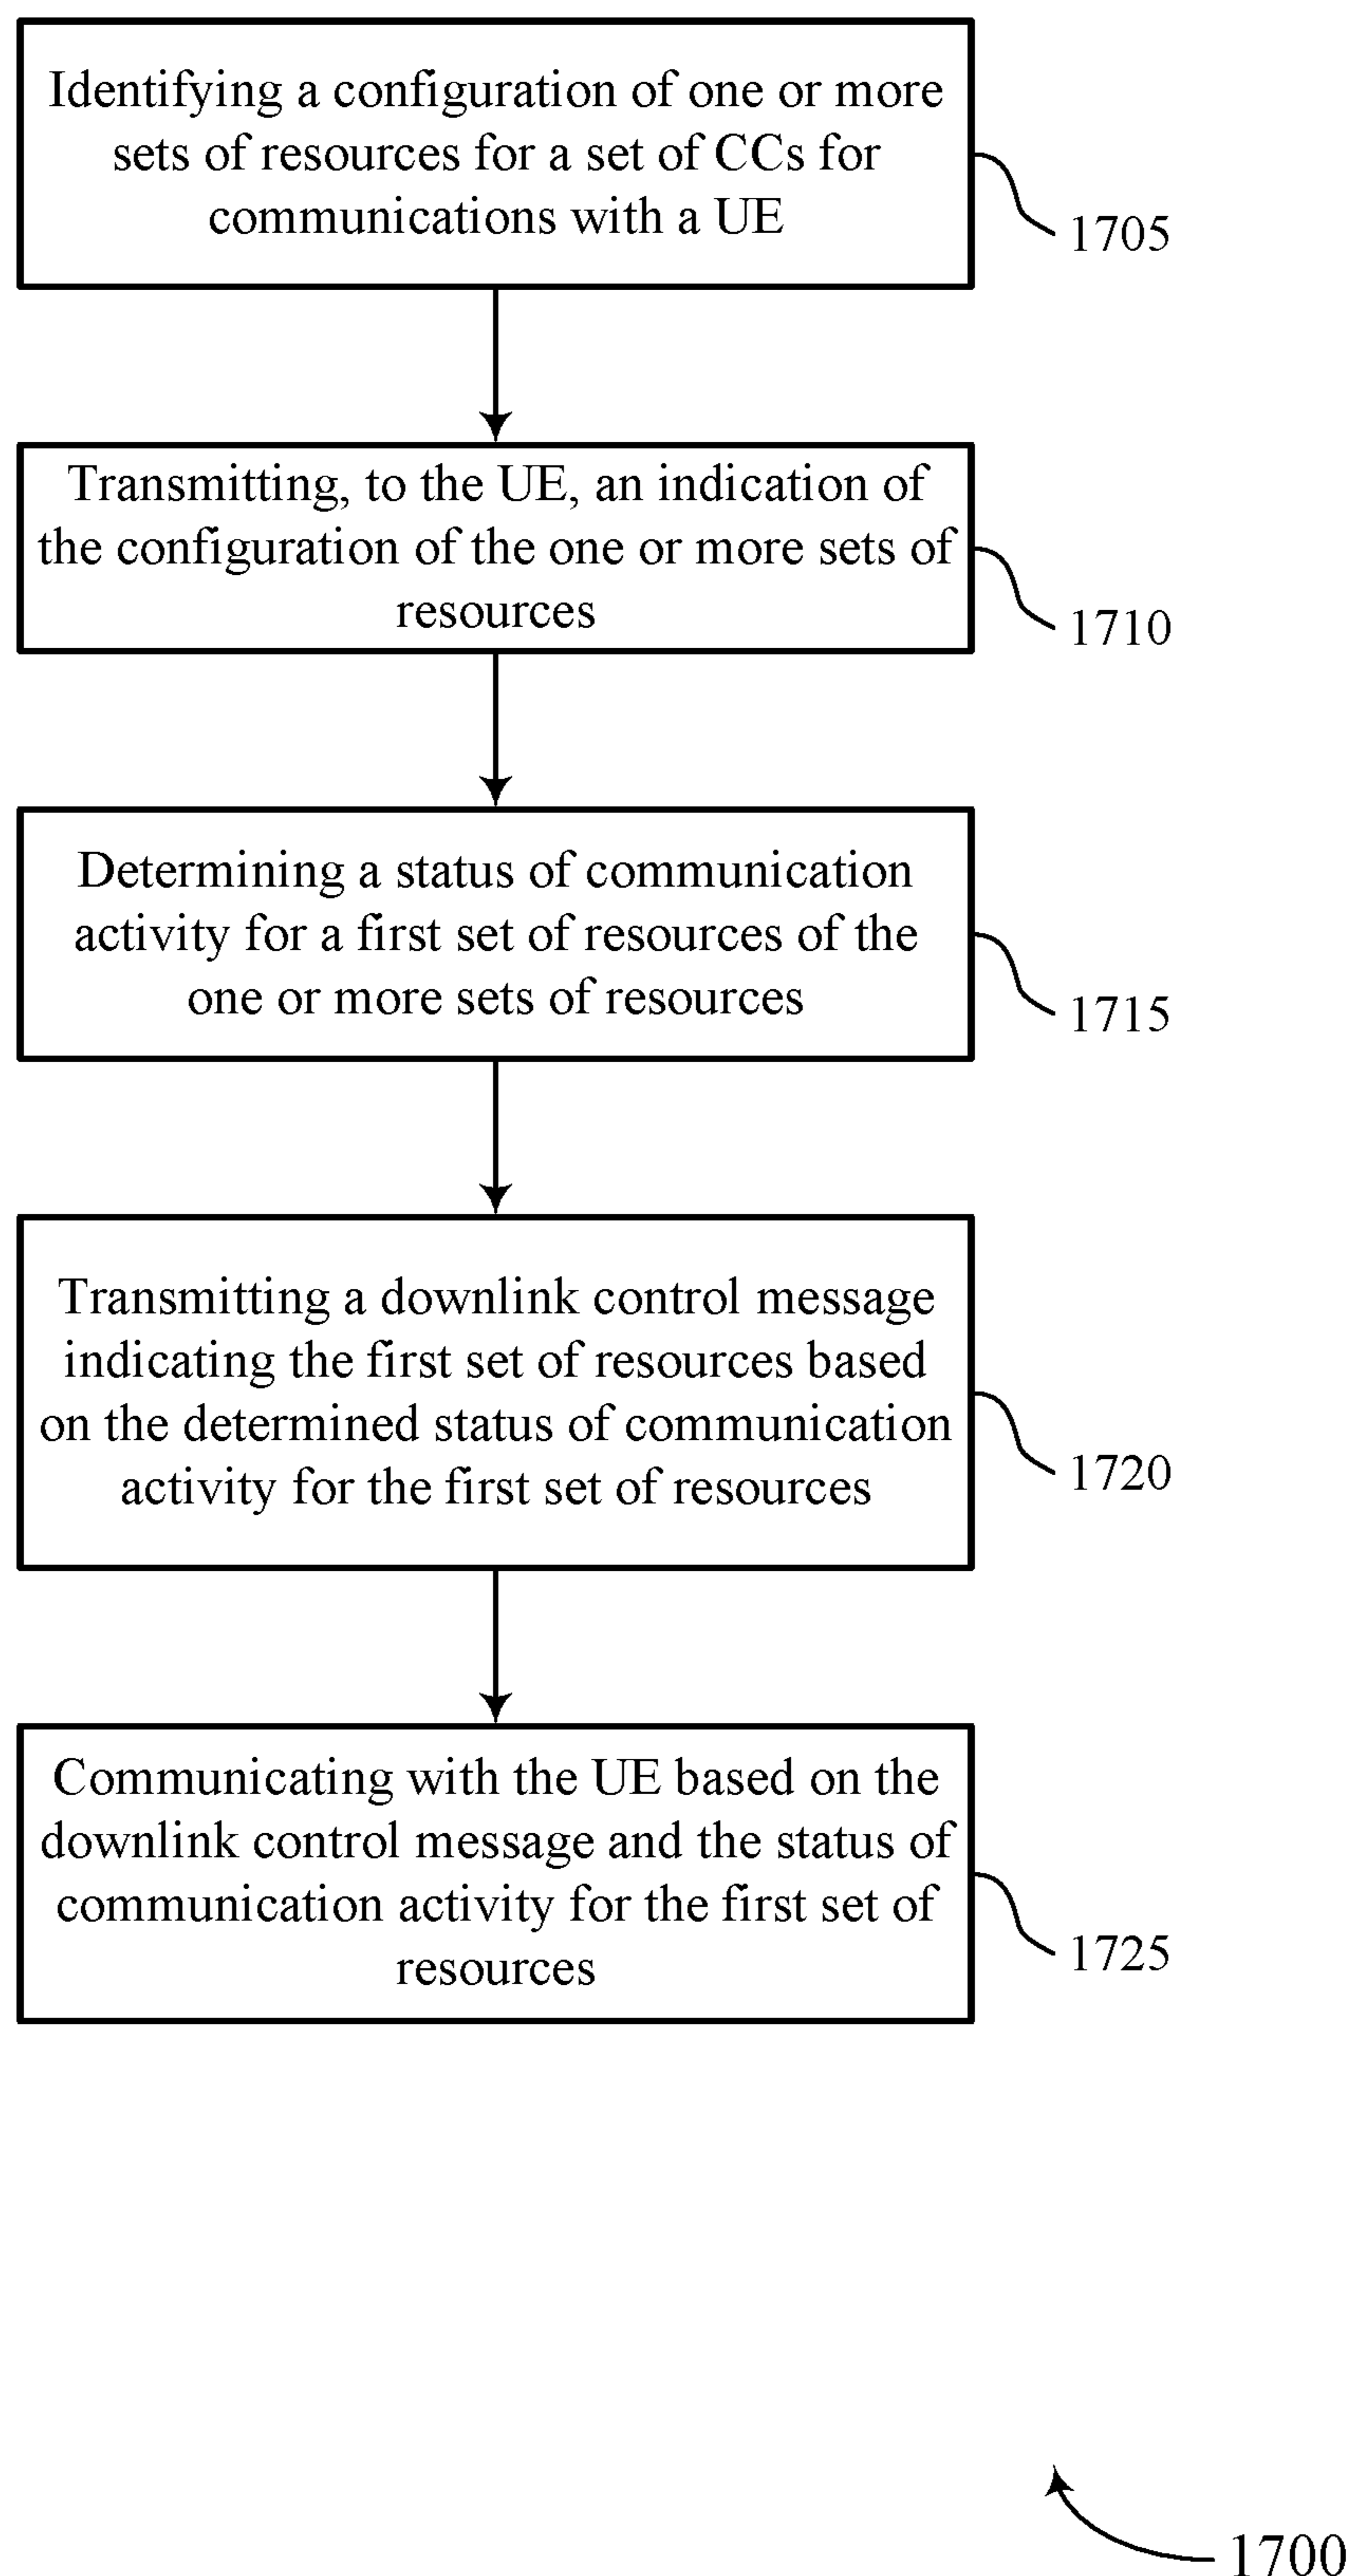 Identifying a configuration of one or more
sets of resources for a set of CCs for
communications with a UE
1705
Transmitting, to the UE, an indication of
the configuration of the one or more sets of
resources
1710
Determining a status of communication
activity for a first set of resources of the
one or more sets of resources
1715
Transmitting a downlink control message
indicating the first set of resources based
on the determined status of communication
activity for the first set of resources
1720
Communicating with the UE based on the
downlink control message and the status of
communication activity for the first set of
resources
1725
1700